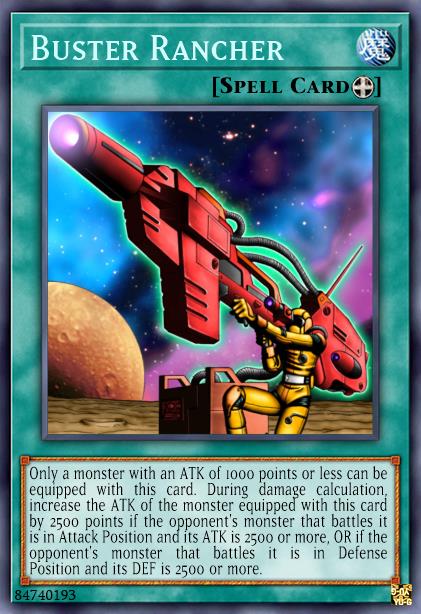 Buster Rancher
[Spell Card]
Only a monster with an ATK of 1000 points or less can be
equipped with this card. During damage calculation,
increase the ATK of the monster equipped with this card
by 2500 points if the opponent's monster that battles it
is in Attack Position and its ATK is 2500 or more, OR if the
opponent's monster that battles it is in Defense
Position and its DEF is 2500 or more.
84740193